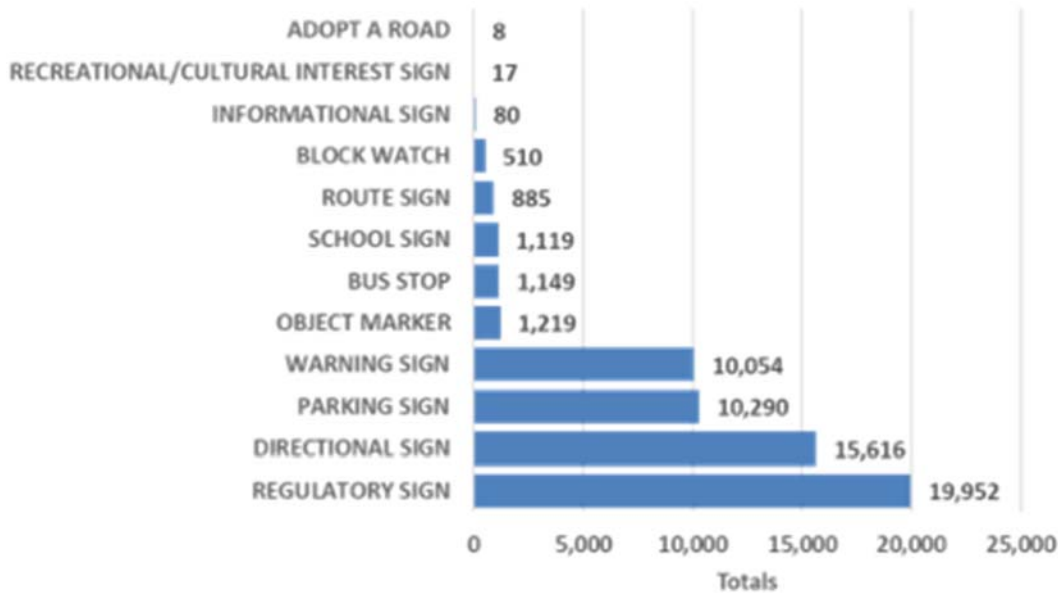 ADOPT A ROAD 8
RECREATIONAL/CULTURAL INTEREST SIGN 17
INFORMATIONAL SIGN 80
BLOCK WATCH 510
ROUTE SIGN 885
SCHOOL SIGN 1,119
BUS STOP 1,149
OBJECT MARKER 1,219
WARNING SIGN 10,054
PARKING SIGN 10,290
DIRECTIONAL SIGN 15,616
REGULATORY SIGN 19,952
0 5,000 10,000 15,000 20,000 25,000
Totals